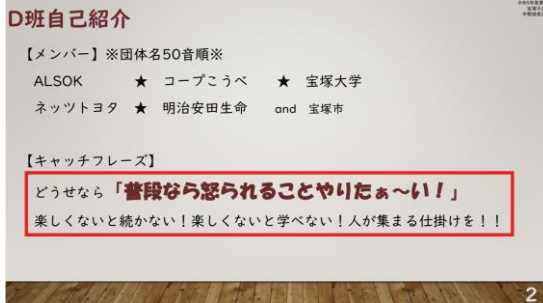 D班自己紹介
【メンバー】※団体名50音順※
ALSOK ★ コープこうべ ★ 宝塚大学
ネッツトヨタ ★ 明治安田生命 and 宝塚市
【キャッチフレーズ】
どうせなら「普段なら怒られることやりたぁ～い！」
楽しくないと続かない！楽しくないと学べない！人が集まる仕掛けを！！
2